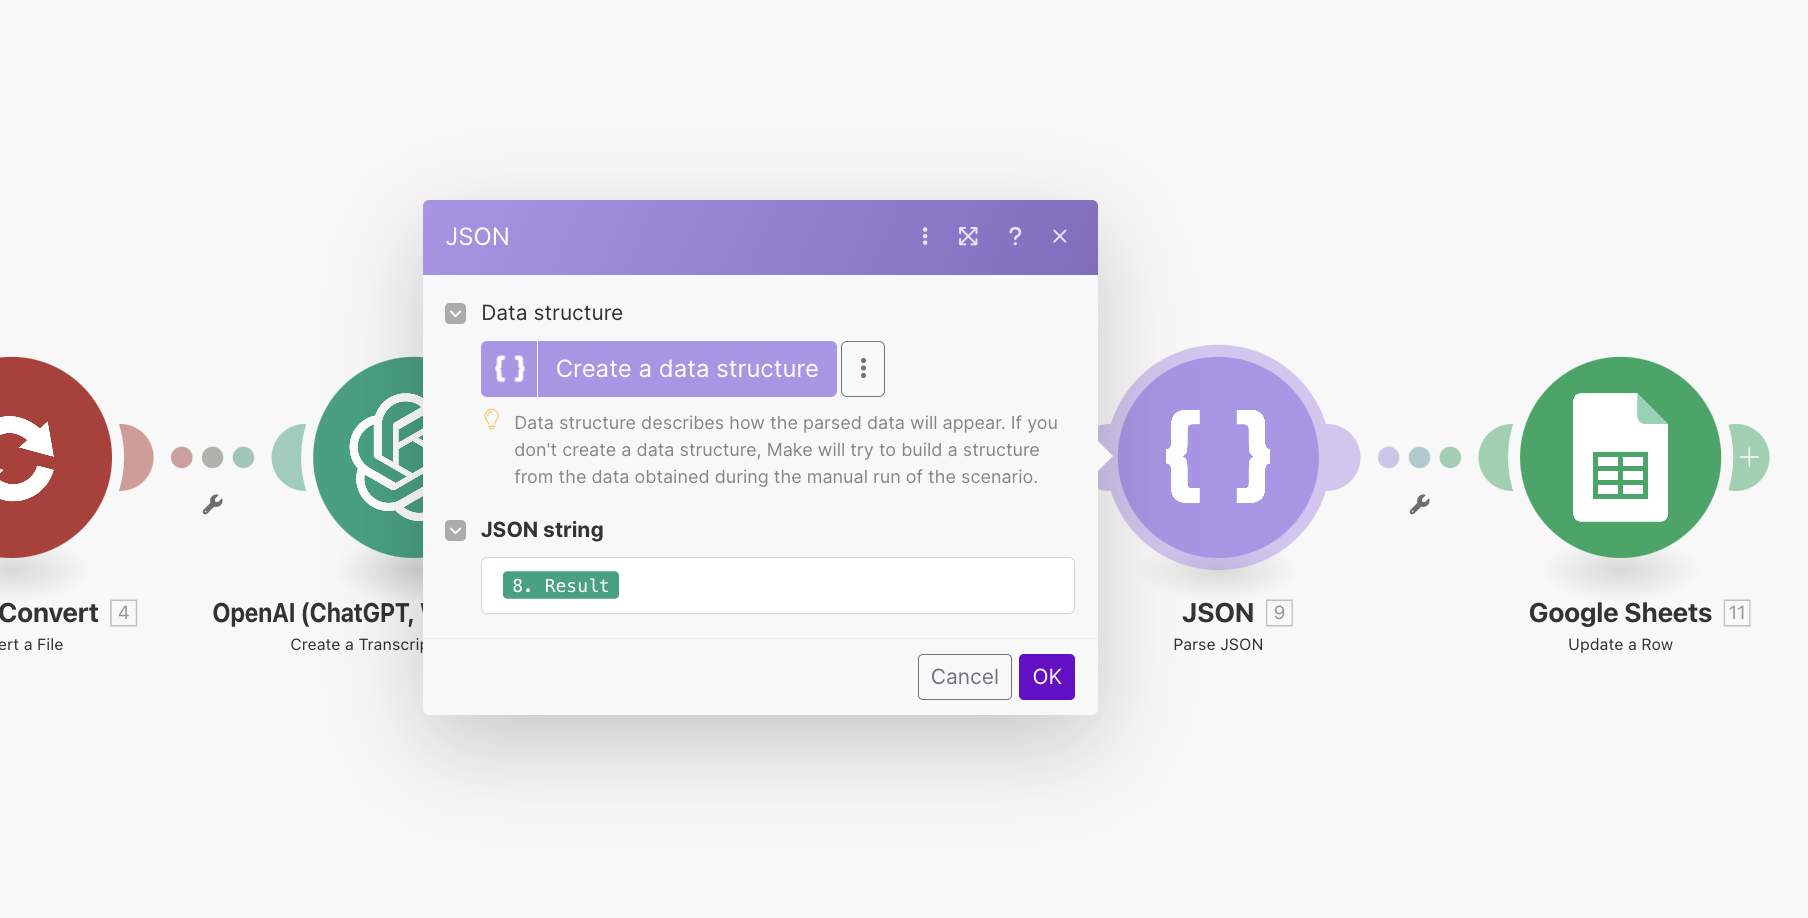 JSON
Data structure
Create a data structure
Data structure describes how the parsed data will appear. If you
don't create a data structure, Make will try to build a structure
from the data obtained during the manual run of the scenario.
JSON string
8. Result
Cancel
OK
Convert 4
ert a File
OpenAI (ChatGPT,
Create a Transcrip
JSON 9
Parse JSON
Google Sheets 11
Update a Row